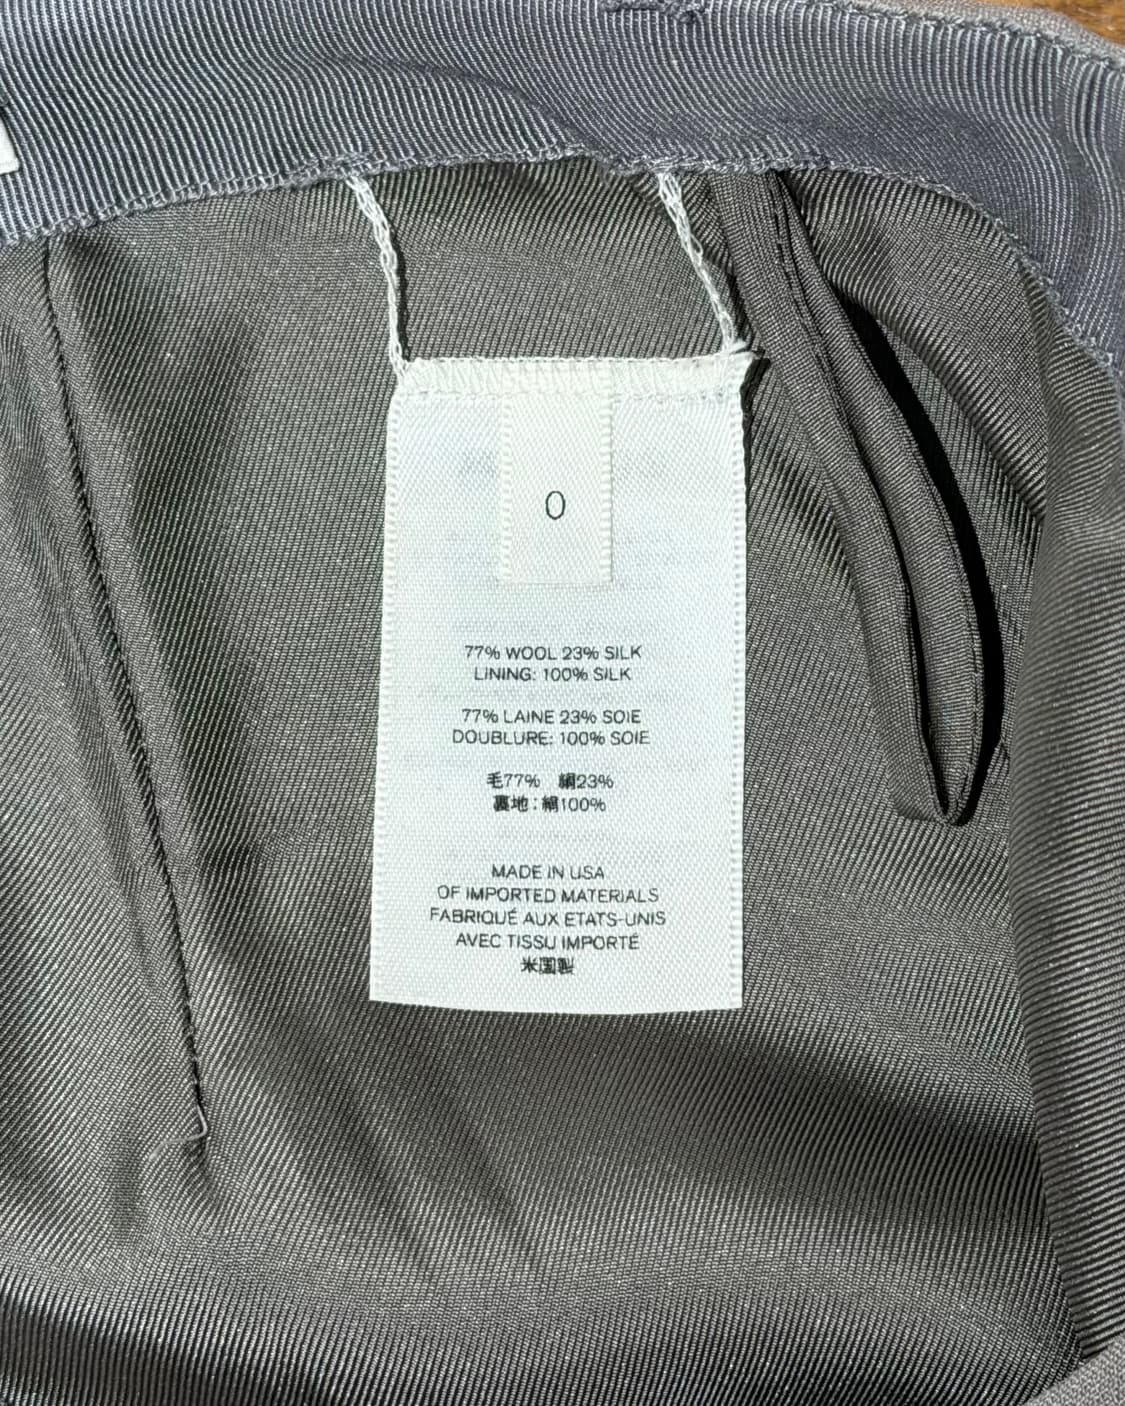 0
77% WOOL 23% SILK
LINING: 100% SILK
77% LAINE 23% SOIE
DOUBLURE: 100% SOIE
毛77% 絹23%
裏地:絹100%
MADE IN USA
OF IMPORTED MATERIALS
FABRIQUÉ AUX ETATS-UNIS
AVEC TISSU IMPORTÉ
米国製